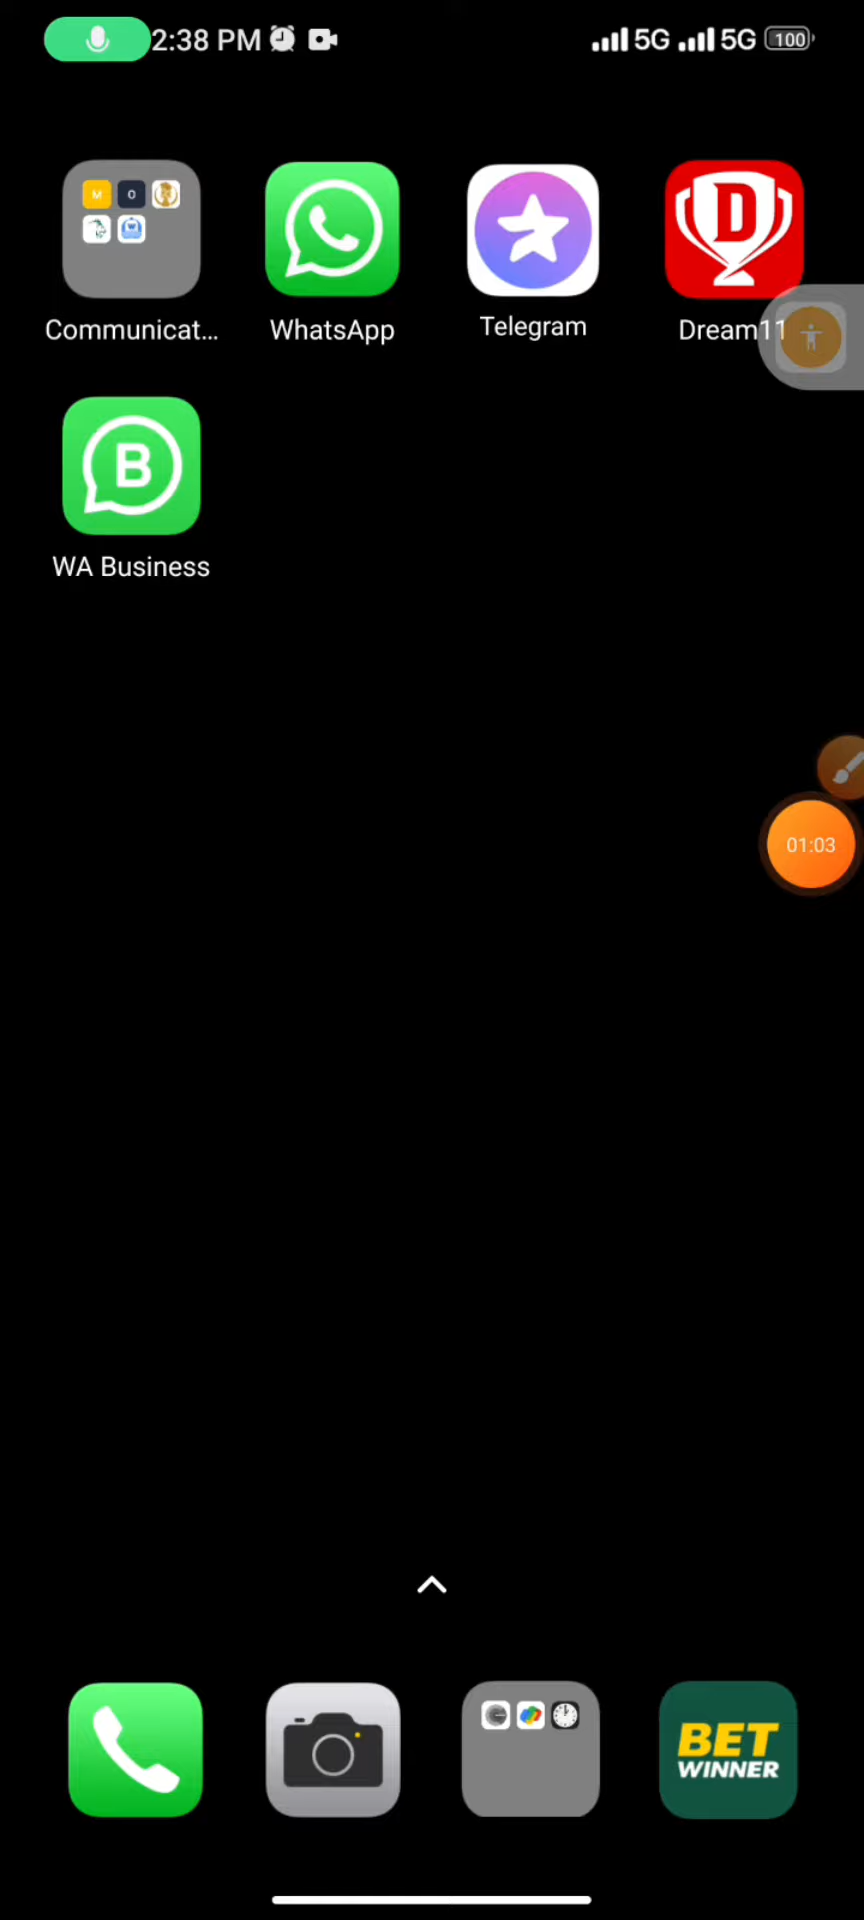 2:38 PM
5G 5G 100
M O
Communicat...
WhatsApp
Telegram
D
Dream11
B
WA Business
01:03
BET
WINNER